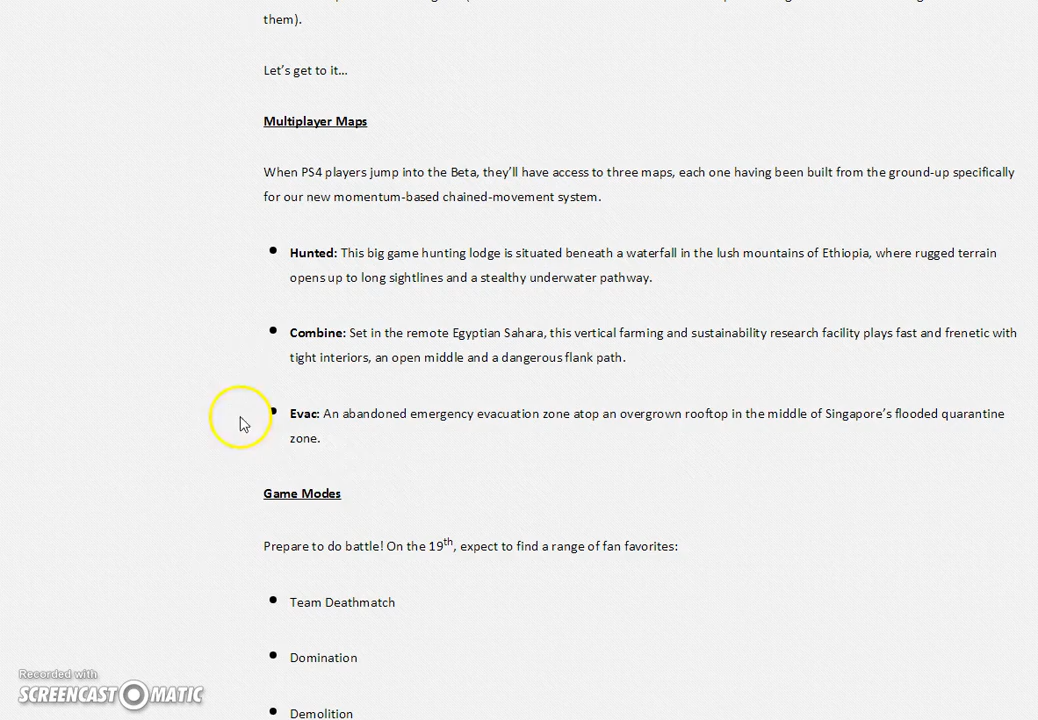 them).
Let's get to it…
Multiplayer Maps
When PS4 players jump into the Beta, they'll have access to three maps, each one having been built from the ground-up specifically
for our new momentum-based chained-movement system.
Hunted: This big game hunting lodge is situated beneath a waterfall in the lush mountains of Ethiopia, where rugged terrain
opens up to long sightlines and a stealthy underwater pathway.
Combine: Set in the remote Egyptian Sahara, this vertical farming and sustainability research facility plays fast and frenetic with
tight interiors, an open middle and a dangerous flank path.
Evac: An abandoned emergency evacuation zone atop an overgrown rooftop in the middle of Singapore's flooded quarantine
zone.
Game Modes
Prepare to do battle! On the 19th, expect to find a range of fan favorites:
Team Deathmatch
Domination
Demolition
Recorded with
SCREENCAST-O-MATIC